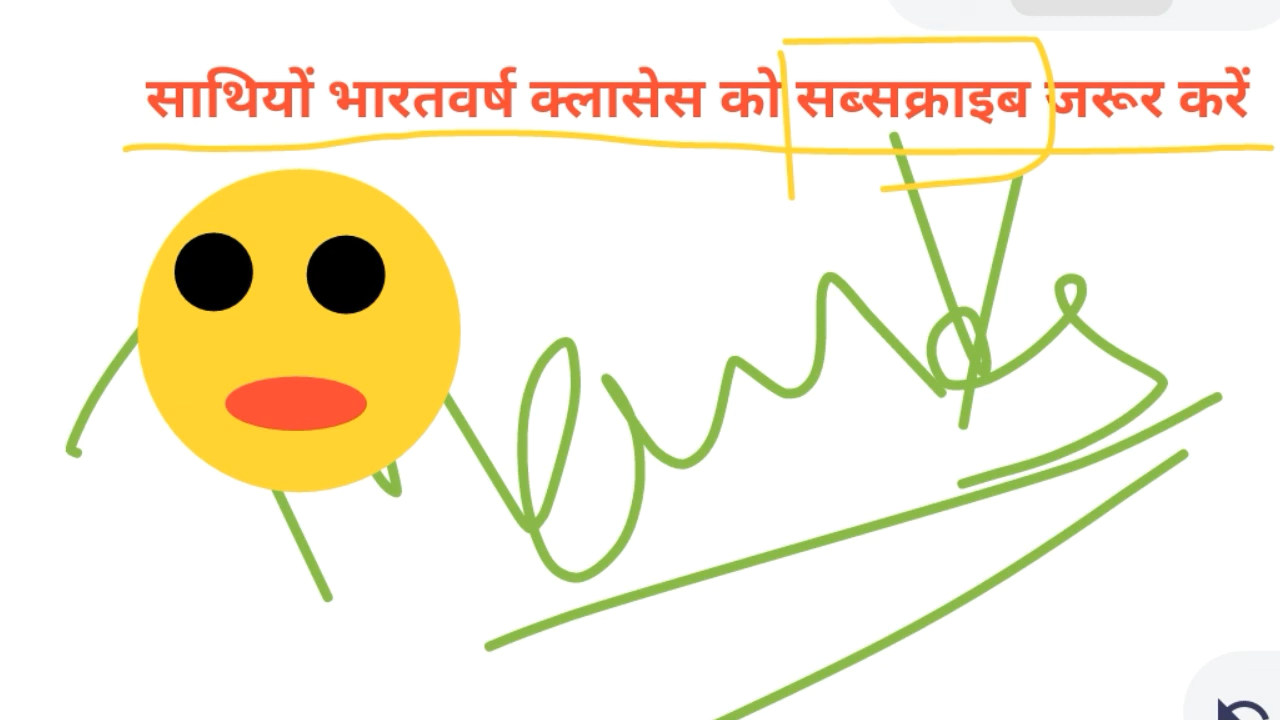 साथियों भारतवर्ष क्लासेस को सब्सक्राइब जरूर करें